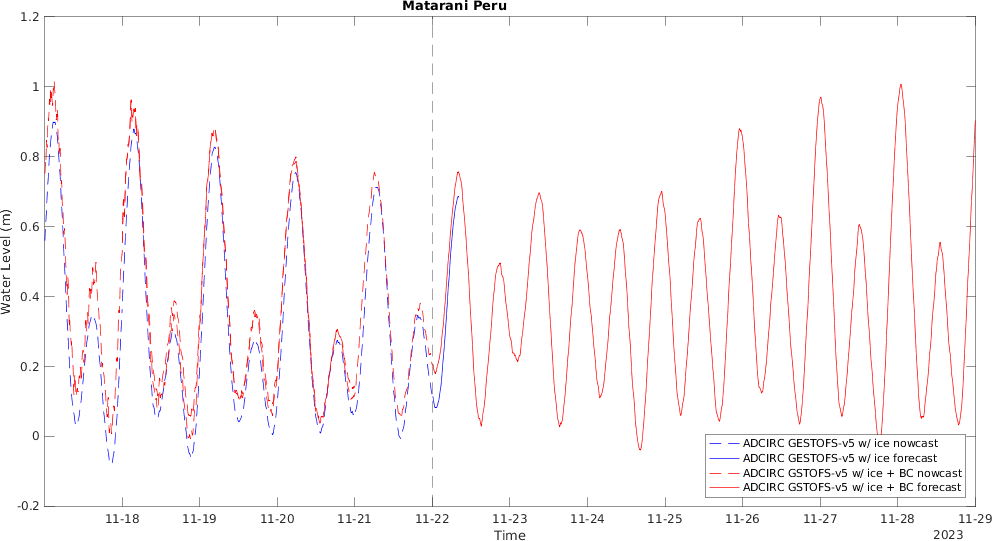 Matarani Peru
1.2
1
0.8
0.6
0.4
0.2
0
-0.2
Water Level (m)
ADCIRC GESTOFS-v5 w/ ice nowcast
ADCIRC GESTOFS-v5 w/ ice forecast
ADCIRC GSTOFS-v5 w/ ice + BC nowcast
ADCIRC GSTOFS-v5 w/ ice + BC forecast
11-18 11-19 11-20 11-21 11-22 11-23 11-24 11-25 11-26 11-27 11-28 11-29
Time
2023